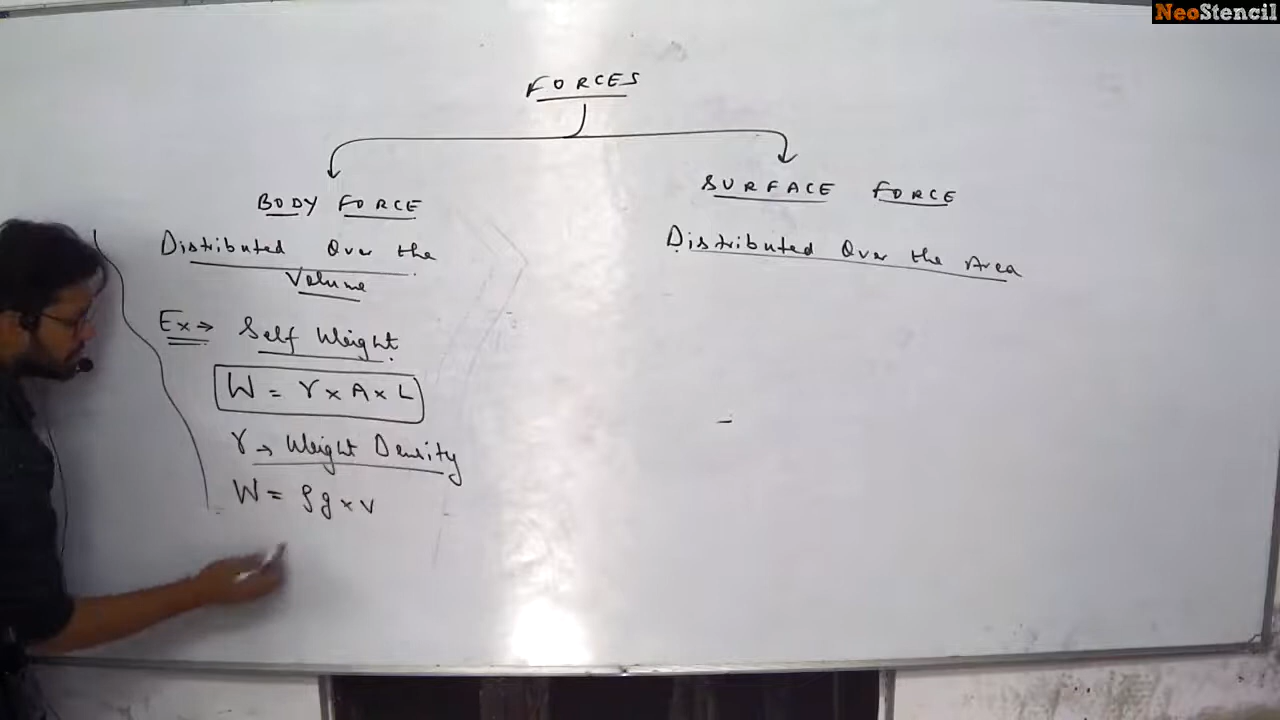 NeoStencil
FORCES
BODY FORCE
Distributed Over the
Volume
Ex→ Self Weight
W = γ × A × L
γ → Weight Density
W = ρg × v
SURFACE FORCE
Distributed Over the Area